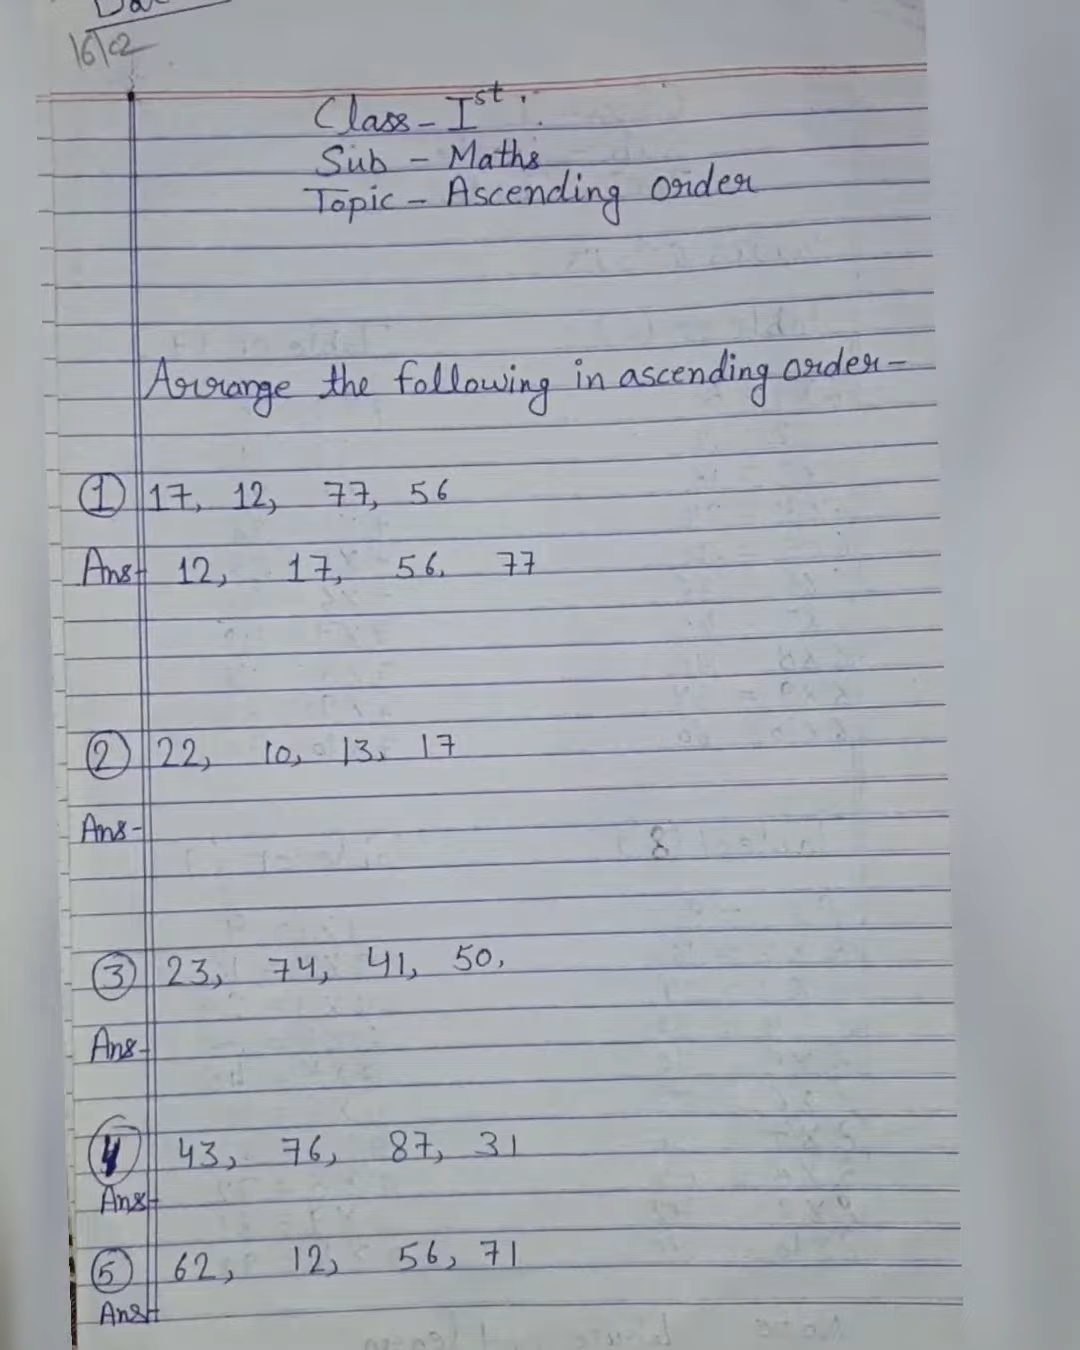 16/02
Class - Ist.
Sub - Maths
Topic - Ascending order
Arrange the following in ascending order -
① 17, 12, 77, 56
Ans - 12, 17, 56, 77
② 22, 10, 13, 17
Ans -
8
③ 23, 74, 41, 50,
Ans -
④ 43, 76, 87, 31
Ans -
⑤ 62, 12, 56, 71
Ans -